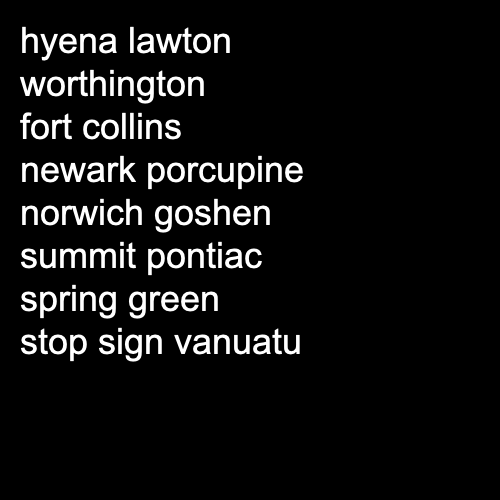 hyena lawton
worthington
fort collins
newark porcupine
norwich goshen
summit pontiac
spring green
stop sign vanuatu